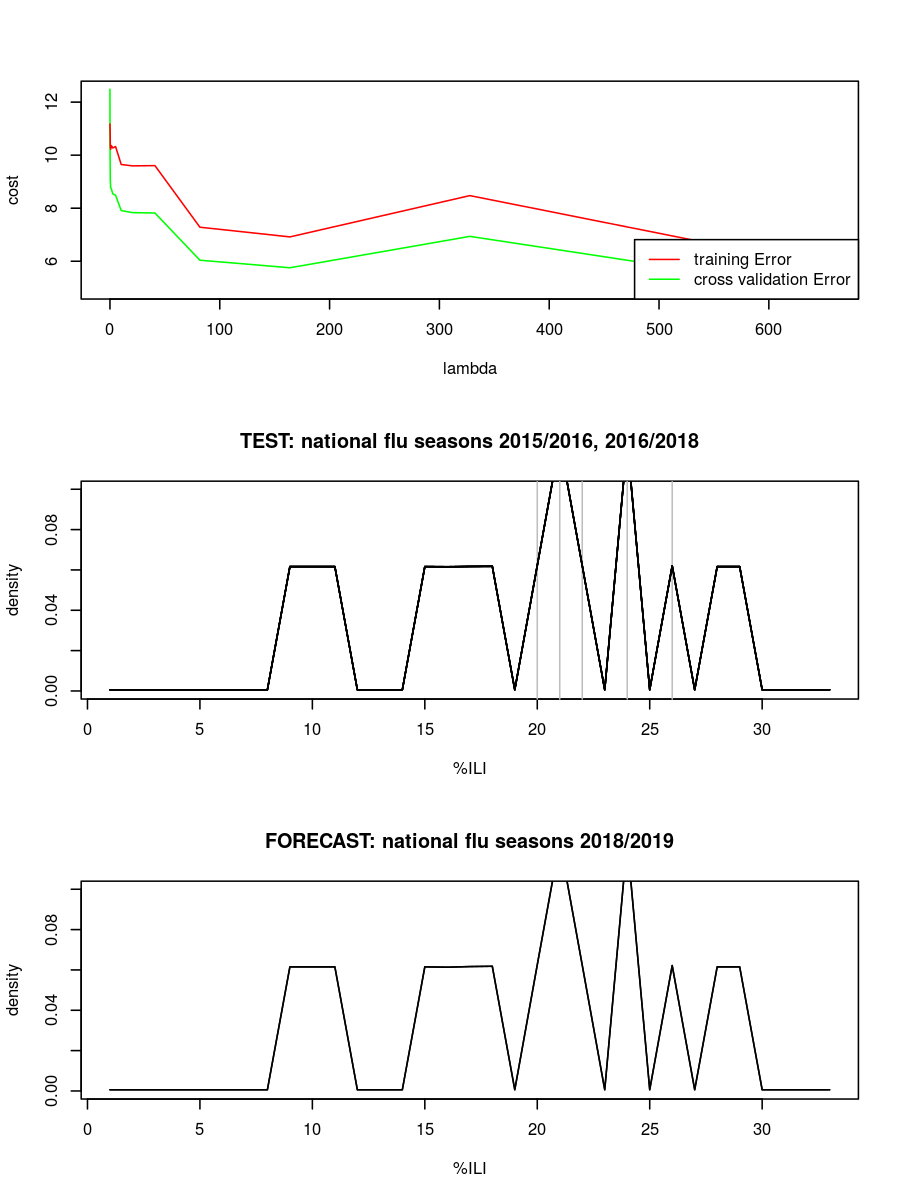 12
10
8
6
cost
training Error
cross validation Error
0 100 200 300 400 500 600
lambda
TEST: national flu seasons 2015/2016, 2016/2018
0.08
0.04
0.00
density
0 5 10 15 20 25 30
%ILI
FORECAST: national flu seasons 2018/2019
0.08
0.04
0.00
density
0 5 10 15 20 25 30
%ILI